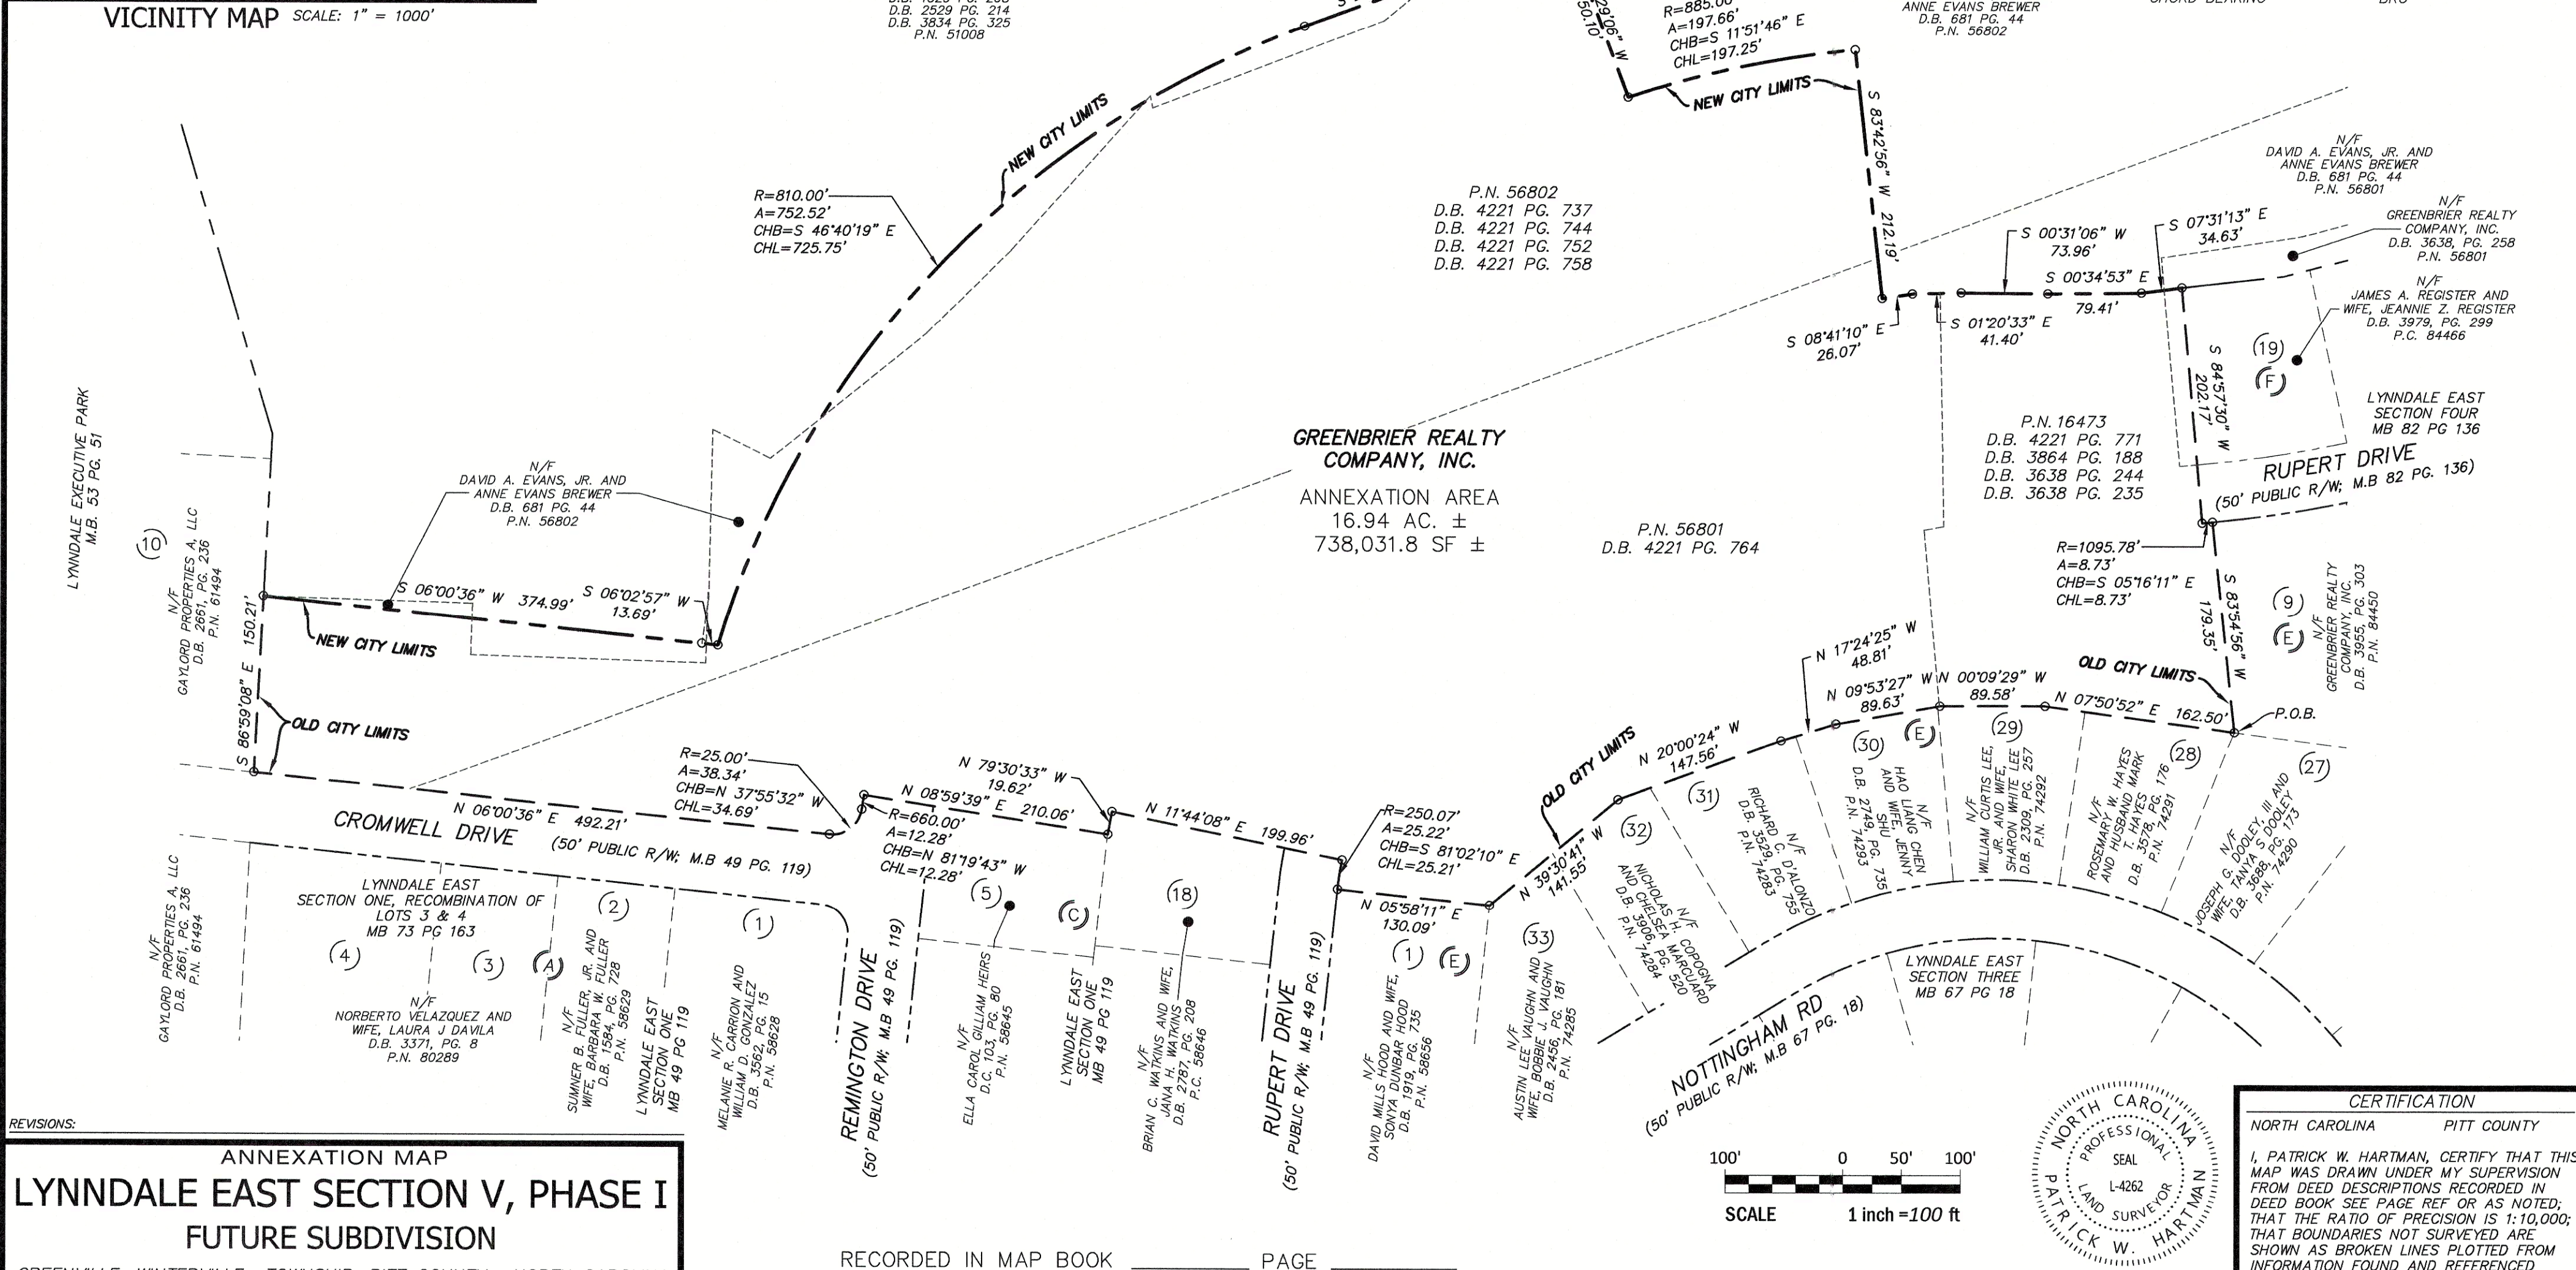 VICINITY MAP SCALE: 1" = 1000'
D.B. 2529 PG. 214
D.B. 3834 PG. 325
P.N. 51008
29'06" W
50.10'
R=885.00'
A=197.66'
CHB=S 11°51'46" E
CHL=197.25'
ANNE EVANS BREWER
D.B. 681 PG. 44
P.N. 56802
NEW CITY LIMITS
S 83°42'56" W 212.19'
NEW CITY LIMITS
R=810.00'
A=752.52'
CHB=S 46°40'19" E
CHL=725.75'
P.N. 56802
D.B. 4221 PG. 737
D.B. 4221 PG. 744
D.B. 4221 PG. 752
D.B. 4221 PG. 758
N/F
DAVID A. EVANS, JR. AND
ANNE EVANS BREWER
D.B. 681 PG. 44
P.N. 56801
N/F
GREENBRIER REALTY
COMPANY, INC.
D.B. 3638, PG. 258
P.N. 56801
N/F
JAMES A. REGISTER AND
WIFE, JEANNIE Z. REGISTER
D.B. 3979, PG. 299
P.C. 84466
S 07°31'13" E
34.63'
S 00°31'06" W
73.96'
S 00°34'53" E
79.41'
S 01°20'33" E
41.40'
S 08°41'10" E
26.07'
S 84°57'30" W
202.17'
(19)
(F)
LYNNDALE EAST
SECTION FOUR
MB 82 PG 136
RUPERT DRIVE
(50' PUBLIC R/W; M.B 82 PG. 136)
P.N. 16473
D.B. 4221 PG. 771
D.B. 3864 PG. 188
D.B. 3638 PG. 244
D.B. 3638 PG. 235
GREENBRIER REALTY
COMPANY, INC.
ANNEXATION AREA
16.94 AC. ±
738,031.8 SF ±
P.N. 56801
D.B. 4221 PG. 764
LYNNDALE EXECUTIVE PARK
M.B. 53 PG. 51
(10)
N/F
GAYLORD PROPERTIES A, LLC
D.B. 2661, PG. 236
P.N. 61494
N/F
DAVID A. EVANS, JR. AND
ANNE EVANS BREWER
D.B. 681 PG. 44
P.N. 56802
S 06°00'36" W 374.99'
S 06°02'57" W
13.69'
NEW CITY LIMITS
S 86°59'08" E 150.21'
OLD CITY LIMITS
R=1095.78'
A=8.73'
CHB=S 05°16'11" E
CHL=8.73'
S 83°54'56" W
179.35'
(9)
(E)
N/F
GREENBRIER REALTY
COMPANY, INC.
D.B. 3955, PG. 303
P.N. 84450
OLD CITY LIMITS
P.O.B.
N 17°24'25" W
48.81'
N 09°53'27" W
89.63'
N 00°09'29" W
89.58'
N 07°50'52" E 162.50'
N 20°00'24" W
147.56'
OLD CITY LIMITS
N 39°30'41" W
141.55'
R=25.00'
A=38.34'
CHB=N 37°55'32" W
CHL=34.69'
N 79°30'33" W
19.62'
N 08°59'39" E 210.06'
R=660.00'
A=12.28'
CHB=N 81°19'43" W
CHL=12.28'
N 11°44'08" E 199.96'
R=250.07'
A=25.22'
CHB=S 81°02'10" E
CHL=25.21'
N 05°58'11" E
130.09'
N 06°00'36" E 492.21'
CROMWELL DRIVE
(50' PUBLIC R/W; M.B 49 PG. 119)
N/F
GAYLORD PROPERTIES A, LLC
D.B. 2661, PG. 236
P.N. 61494
LYNNDALE EAST
SECTION ONE, RECOMBINATION OF
LOTS 3 & 4
MB 73 PG 163
(4)
(3)
(A)
N/F
NORBERTO VELAZQUEZ AND
WIFE, LAURA J DAVILA
D.B. 3371, PG. 8
P.N. 80289
(2)
N/F
SUMNER B. FULLER, JR. AND
WIFE, BARBARA W. FULLER
D.B. 1584, PG. 728
P.N. 58629
LYNNDALE EAST
SECTION ONE
MB 49 PG 119
(1)
N/F
MELANIE R. CARRION AND
WILLIAM D. GONZALEZ
D.B. 3562, PG. 15
P.N. 58628
REMINGTON DRIVE
(50' PUBLIC R/W; M.B 49 PG. 119)
(5)
N/F
ELLA CAROL GILLIAM HEIRS
D.C. 103, PG. 80
P.N. 58645
(C)
LYNNDALE EAST
SECTION ONE
MB 49 PG 119
(18)
N/F
BRIAN C. WATKINS AND WIFE,
JANA H. WATKINS
D.B. 2787, PG. 208
P.C. 58646
RUPERT DRIVE
(50' PUBLIC R/W; M.B 49 PG. 119)
(1)
(E)
N/F
DAVID MILLS HOOD AND WIFE,
SONYA DUNBAR HOOD
D.B. 1919, PG. 735
P.N. 58656
(33)
N/F
AUSTIN LEE VAUGHN AND
WIFE, BOBBIE J. VAUGHN
D.B. 2456, PG. 181
P.N. 74285
(32)
N/F
NICHOLAS H. COPOGNA
AND CHELSEA MARCUARD
D.B. 3906, PG. 520
P.N. 74284
(31)
N/F
RICHARD C. D'ALONZO
D.B. 3529, PG. 755
P.N. 74283
(30)
(E)
N/F
HAO LIANG CHEN
AND WIFE, JENNY
SHU
D.B. 2749, PG. 735
P.N. 74293
(29)
N/F
WILLIAM CURTIS LEE,
JR. AND WIFE,
SHARON WHITE LEE
D.B. 2309, PG. 257
P.N. 74292
(28)
N/F
ROSEMARY W. HAYES
AND HUSBAND MARK
T. HAYES
D.B. 3578, PG. 176
P.N. 74291
(27)
N/F
JOSEPH G. DOOLEY, III AND
WIFE, TANYA S DOOLEY
D.B. 3688, PG. 173
P.N. 74290
LYNNDALE EAST
SECTION THREE
MB 67 PG 18
NOTTINGHAM RD
(50' PUBLIC R/W; M.B 67 PG. 18)
REVISIONS:
ANNEXATION MAP
LYNNDALE EAST SECTION V, PHASE I
FUTURE SUBDIVISION
RECORDED IN MAP BOOK ________ PAGE ________
100' 0 50' 100'
SCALE 1 inch =100 ft
NORTH CAROLINA
PROFESSIONAL
SEAL
L-4262
LAND SURVEYOR
PATRICK W. HARTMAN
CERTIFICATION
NORTH CAROLINA PITT COUNTY
I, PATRICK W. HARTMAN, CERTIFY THAT THIS
MAP WAS DRAWN UNDER MY SUPERVISION
FROM DEED DESCRIPTIONS RECORDED IN
DEED BOOK SEE PAGE REF OR AS NOTED;
THAT THE RATIO OF PRECISION IS 1:10,000;
THAT BOUNDARIES NOT SURVEYED ARE
SHOWN AS BROKEN LINES PLOTTED FROM
INFORMATION FOUND AND REFERENCED